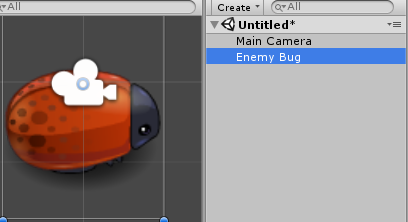 All
Create
All
Untitled*
Main Camera
Enemy Bug